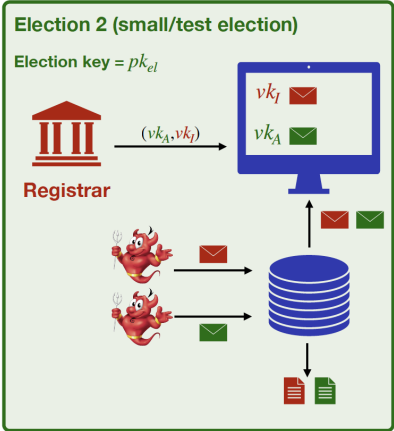 Election 2 (small/test election)
Election key = pk_el
vk_I
(vk_A,vk_I)
vk_A
Registrar